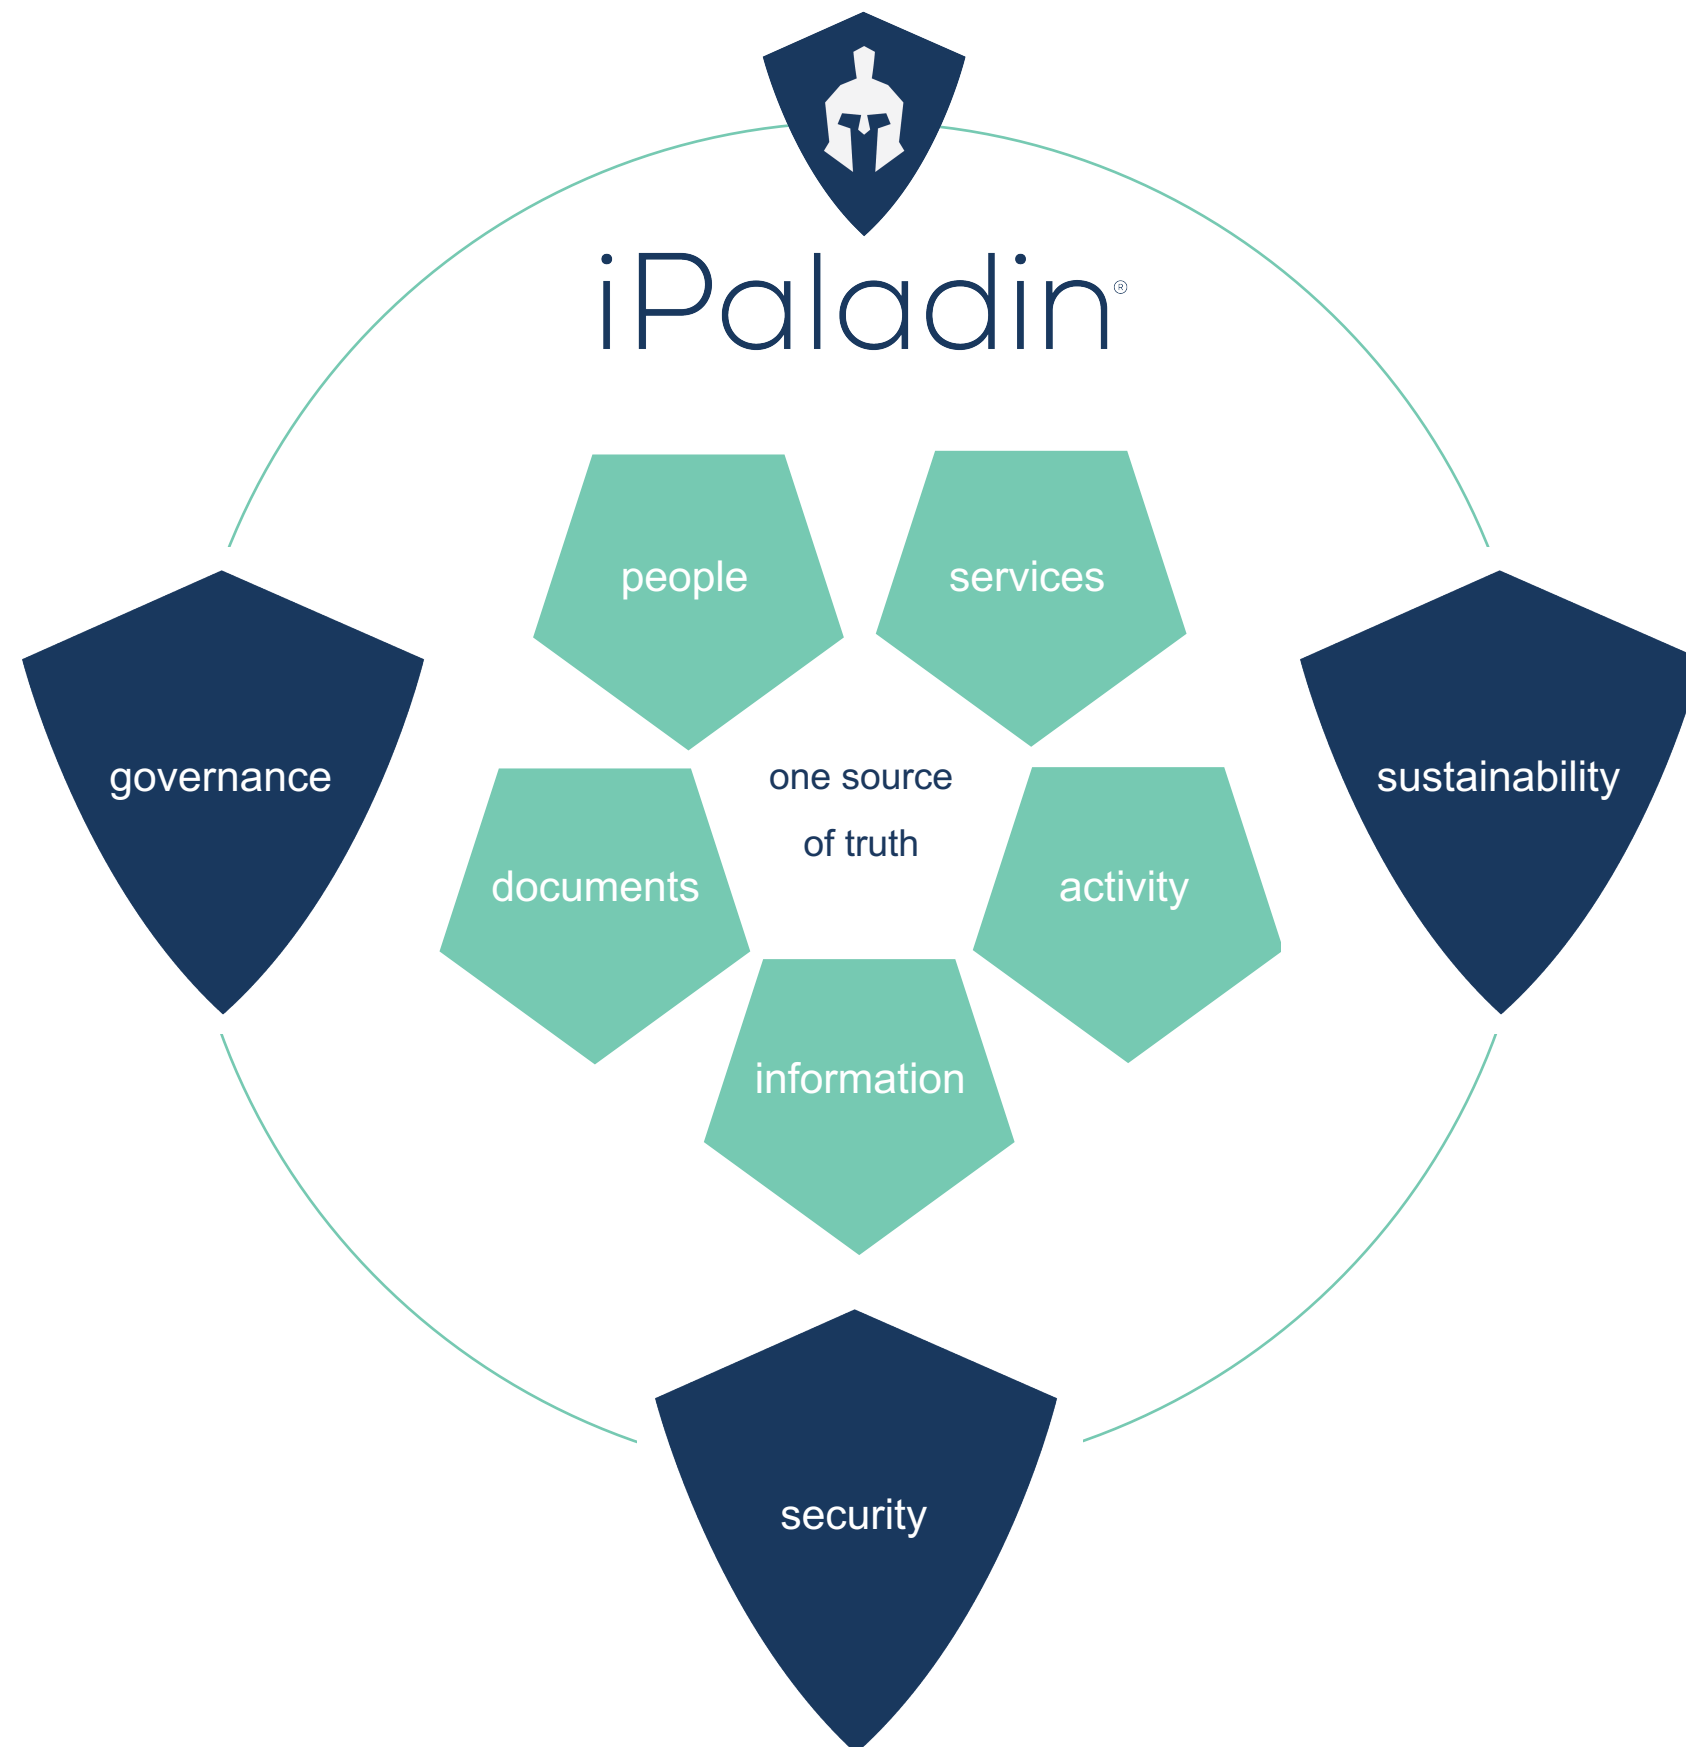 iPaladin®
people
services
governance
one source
sustainability
of truth
documents
activity
information
security